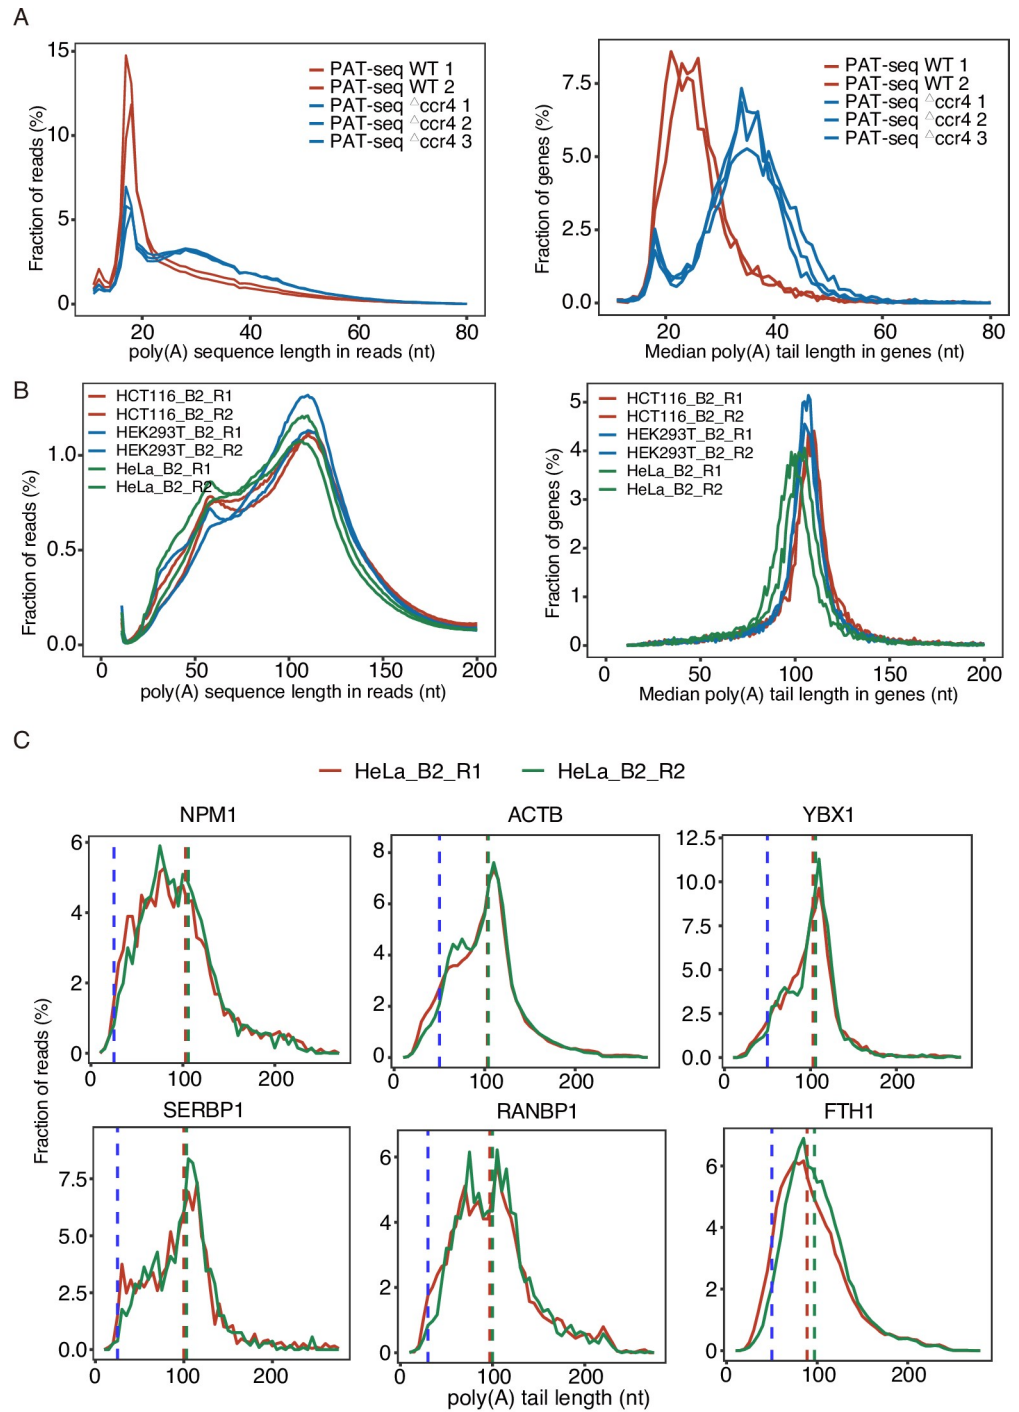 A
15
10
5
0
Fraction of reads (%)
PAT-seq WT 1
PAT-seq WT 2
PAT-seq △ccr4 1
PAT-seq △ccr4 2
PAT-seq △ccr4 3
20 40 60 80
poly(A) sequence length in reads (nt)
7.5
5.0
2.5
0.0
Fraction of genes (%)
PAT-seq WT 1
PAT-seq WT 2
PAT-seq △ccr4 1
PAT-seq △ccr4 2
PAT-seq △ccr4 3
20 40 60 80
Median poly(A) tail length in genes (nt)
B
1.0
0.5
0.0
Fraction of reads (%)
HCT116_B2_R1
HCT116_B2_R2
HEK293T_B2_R1
HEK293T_B2_R2
HeLa_B2_R1
HeLa_B2_R2
0 50 100 150 200
poly(A) sequence length in reads (nt)
5
4
3
2
1
0
Fraction of genes (%)
HCT116_B2_R1
HCT116_B2_R2
HEK293T_B2_R1
HEK293T_B2_R2
HeLa_B2_R1
HeLa_B2_R2
0 50 100 150 200
Median poly(A) tail length in genes (nt)
C
HeLa_B2_R1 HeLa_B2_R2
Fraction of reads (%)
NPM1
6
4
2
0
0 100 200
ACTB
8
6
4
2
0
0 100 200
YBX1
12.5
10.0
7.5
5.0
2.5
0.0
0 100 200
SERBP1
7.5
5.0
2.5
0.0
0 100 200
RANBP1
6
4
2
0
0 100 200
FTH1
6
4
2
0
0 100 200
poly(A) tail length (nt)